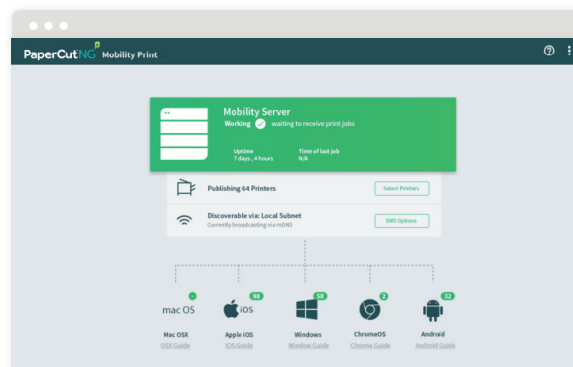 PaperCut NG Mobility Print
Mobility Server
Working waiting to receive print jobs
Uptime Time of last job
7 days, 4 hours N/A
Publishing 64 Printers Select Printers
Discoverable via: Local Subnet
Currently broadcasting via mDNS
DNS Options
- 98 58 2 32
mac OS iOS
Mac OSX Apple iOS Windows ChromeOS Android
OSX Guide iOS Guide Window Guide Chrome Guide Android Guide